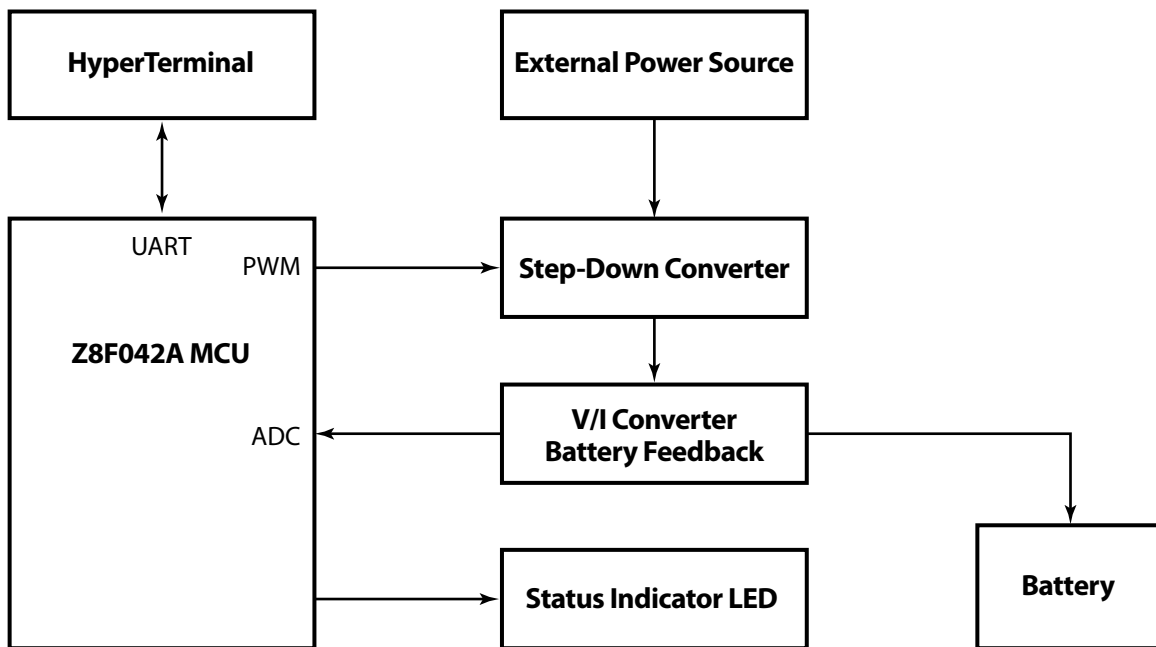 HyperTerminal
External Power Source
UART
PWM
Step-Down Converter
Z8F042A MCU
ADC
V/I Converter
Battery Feedback
Status Indicator LED
Battery